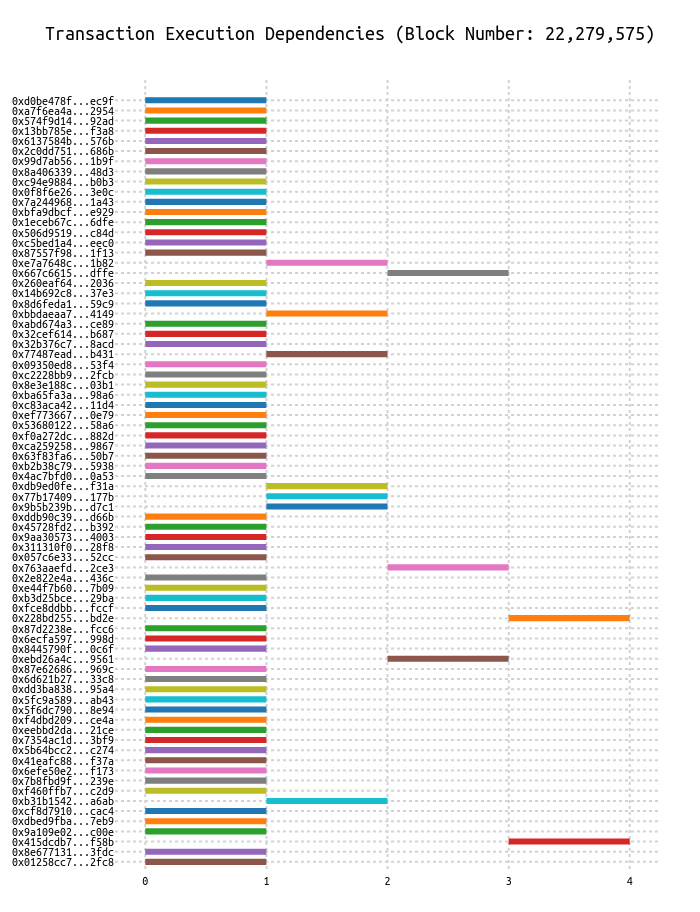 Transaction Execution Dependencies (Block Number: 22,279,575)
0xd0be478f...ec9f
0xa7f6ea4a...2954
0x574f9d14...92ad
0x13bb785e...f3a8
0x6137584b...576b
0x2c0dd751...686b
0x99d7ab56...1b9f
0x8a406339...48d3
0xc94e9884...b0b3
0x0f8f6e26...3e0c
0x7a244968...1a43
0xbfa9dbcf...e929
0x1eceb67c...6dfe
0x506d9519...c84d
0xc5bed1a4...eec0
0x87557f98...1f13
0xe7a7648c...1b82
0x667c6615...dffe
0x260eaf64...2036
0x14b692c8...37e3
0x8d6feda1...59c9
0xbbdaeaa7...4149
0xabd674a3...ce89
0x32cef614...b687
0x32b376c7...8acd
0x77487ead...b431
0x09350ed8...53f4
0xc2228bb9...2fcb
0x8e3e188c...03b1
0xba65fa3a...98a6
0xc83aca42...11d4
0xef773667...0e79
0x53680122...58a6
0xf0a272dc...882d
0xca259258...9867
0x63f83fa6...50b7
0xb2b38c79...5938
0x4ac7bfd0...0a53
0xdb9ed0fe...f31a
0x77b17409...177b
0x9b5b239b...d7c1
0xddb90c39...d66b
0x45728fd2...b392
0x9aa30573...4003
0x311310f0...28f8
0x057c6e33...52cc
0x763aaefd...2ce3
0x2e822e4a...436c
0xe44f7b60...7b09
0xb3d25bce...29ba
0xfce8ddbb...fccf
0x228bd255...bd2e
0x87d2238e...fcc6
0x6ecfa597...998d
0x8445790f...0c6f
0xebd26a4c...9561
0x87e62686...969c
0x6d621b27...33c8
0xdd3ba838...95a4
0x5fc9a589...ab43
0x5f6dc790...8e94
0xf4dbd209...ce4a
0xeebbd2da...21ce
0x7354ac1d...3bf9
0x5b64bcc2...c274
0x41eafc88...f37a
0x6efe50e2...f173
0x7b8fbd9f...239e
0xf460ffb7...c2d9
0xb31b1542...a6ab
0xcf8d7910...cac4
0xdbed9fba...7eb9
0x9a109e02...c00e
0x415dcdb7...f58b
0x8e677131...3fdc
0x01258cc7...2fc8
0 1 2 3 4